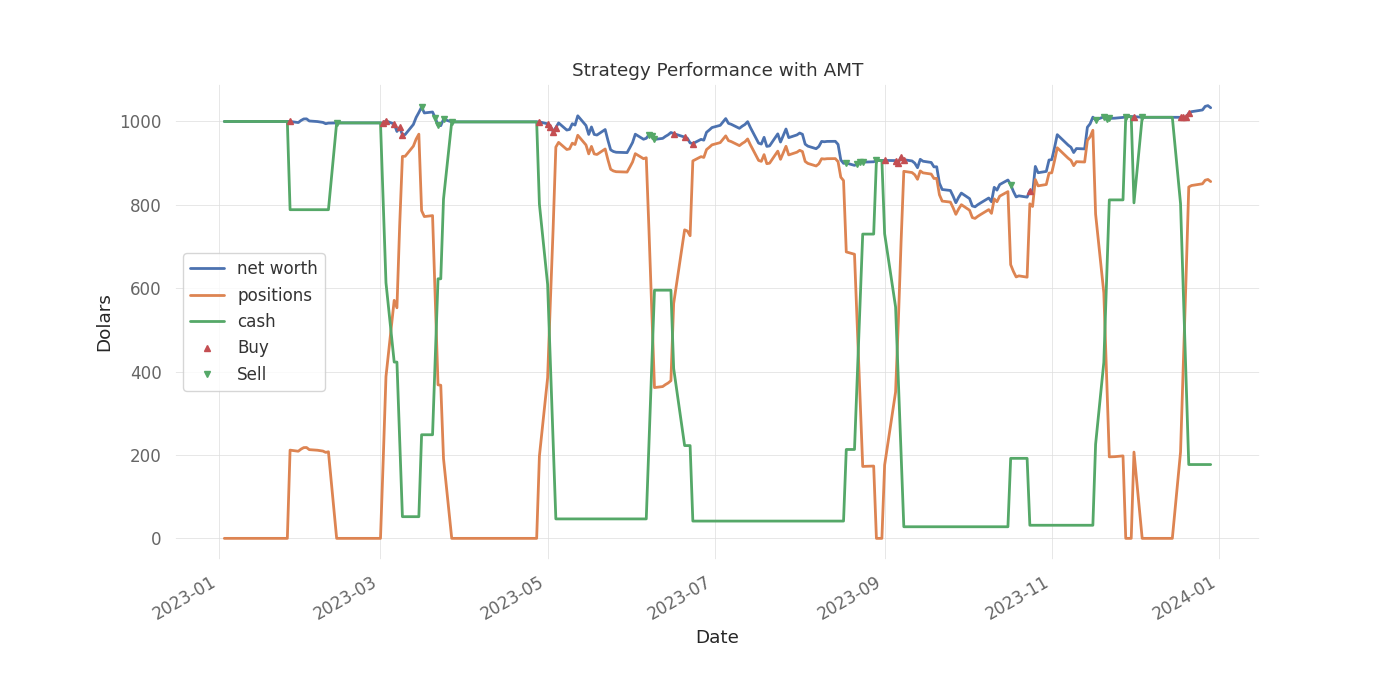 Strategy Performance with AMT
Dolars
1000
800
600
400
200
0
net worth
positions
cash
Buy
Sell
2023-01
2023-03
2023-05
2023-07
2023-09
2023-11
2024-01
Date